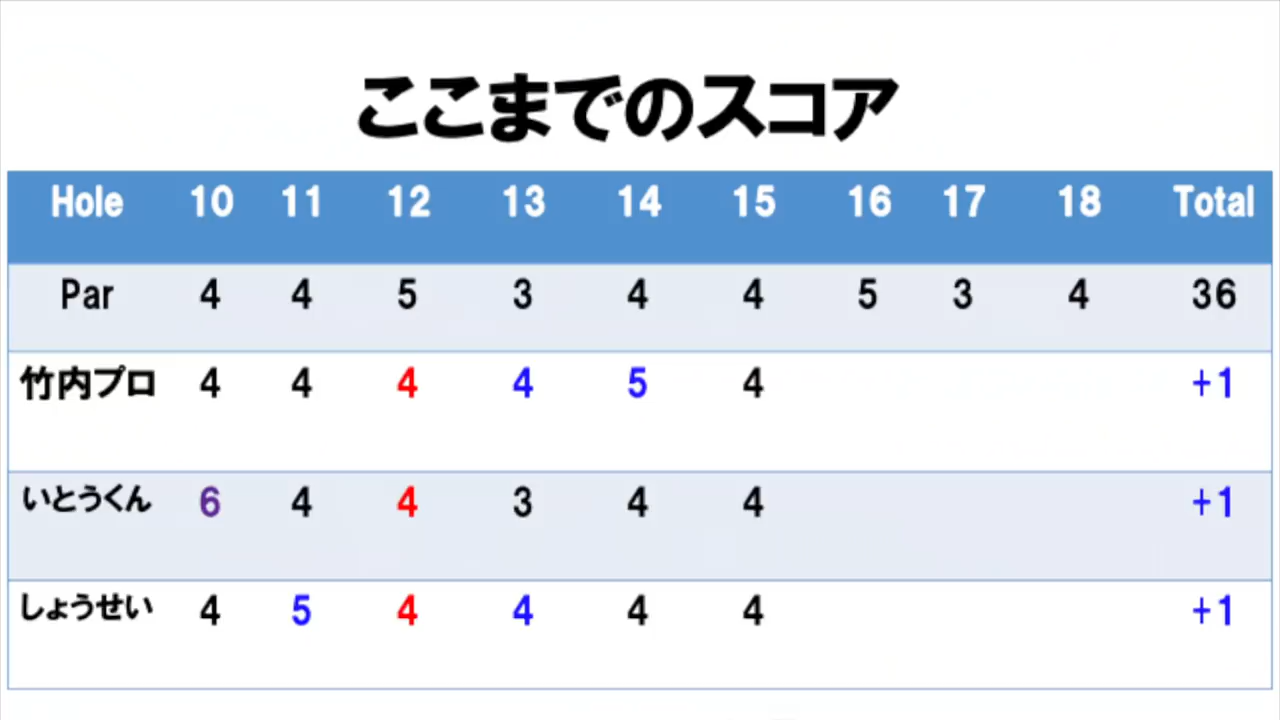 ここまでのスコア
Hole 10 11 12 13 14 15 16 17 18 Total
Par 4 4 5 3 4 4 5 3 4 36
竹内プロ 4 4 4 4 5 4 +1
いとうくん 6 4 4 3 4 4 +1
しょうせい 4 5 4 4 4 4 +1